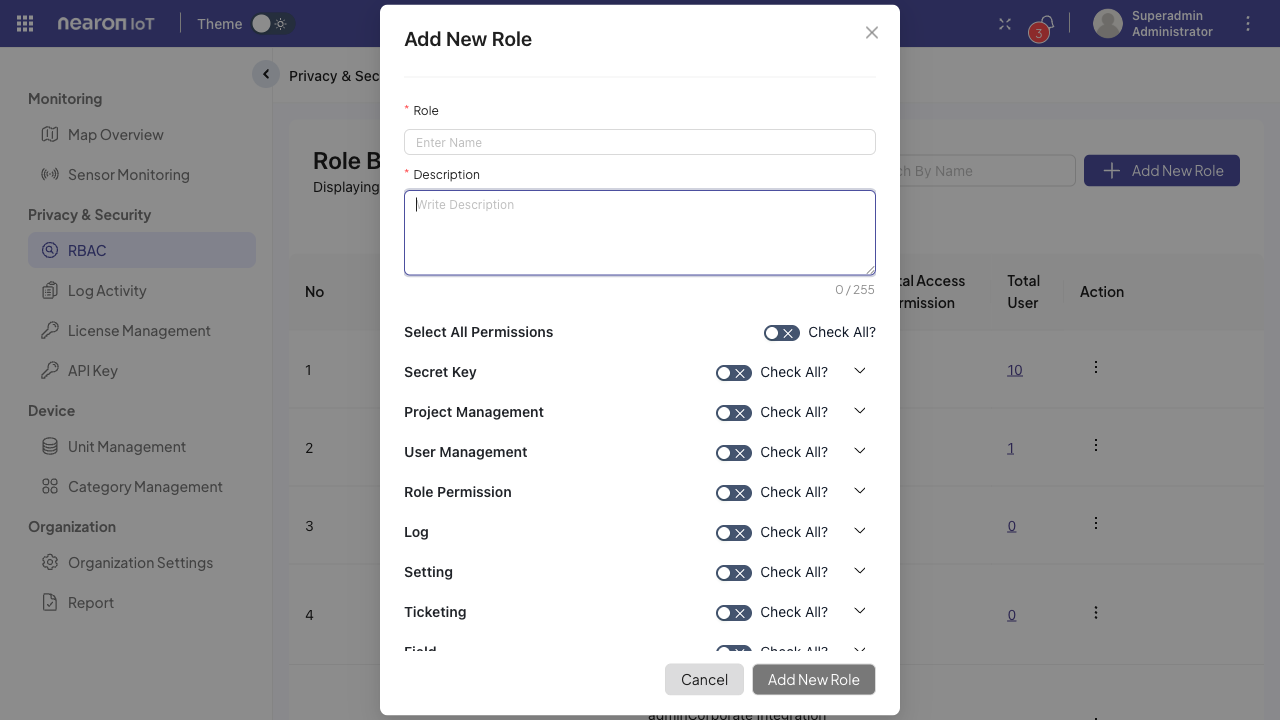 nearon IoT
Theme
3
Superadmin
Administrator
Monitoring
Map Overview
Sensor Monitoring
Privacy & Security
RBAC
Log Activity
License Management
API Key
Device
Unit Management
Category Management
Organization
Organization Settings
Report
Privacy & Sec
Role B
Displaying
ch By Name
Add New Role
No
tal Access
rmission
Total
User
Action
1
10
2
1
3
0
4
0
adminCorporate Integration
Add New Role
* Role
Enter Name
* Description
Write Description
0 / 255
Select All Permissions
Check All?
Secret Key
Check All?
Project Management
Check All?
User Management
Check All?
Role Permission
Check All?
Log
Check All?
Setting
Check All?
Ticketing
Check All?
Field
Check All?
Cancel
Add New Role